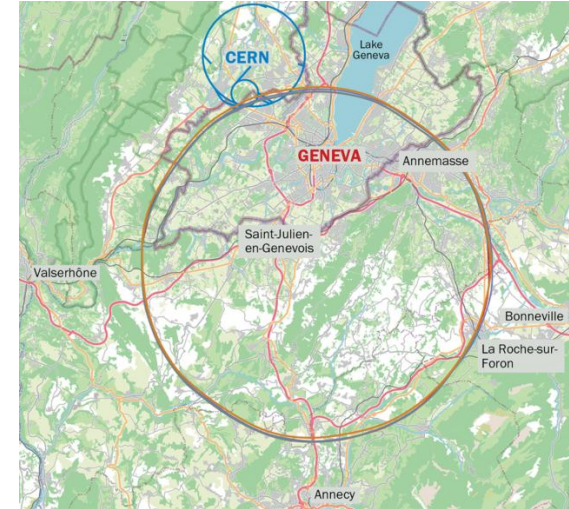 Lake
Geneva
CERN
GENEVA
Annemasse
Saint-Julien-
en-Genevois
Valserhône
Bonneville
La Roche-sur-
Foron
Annecy